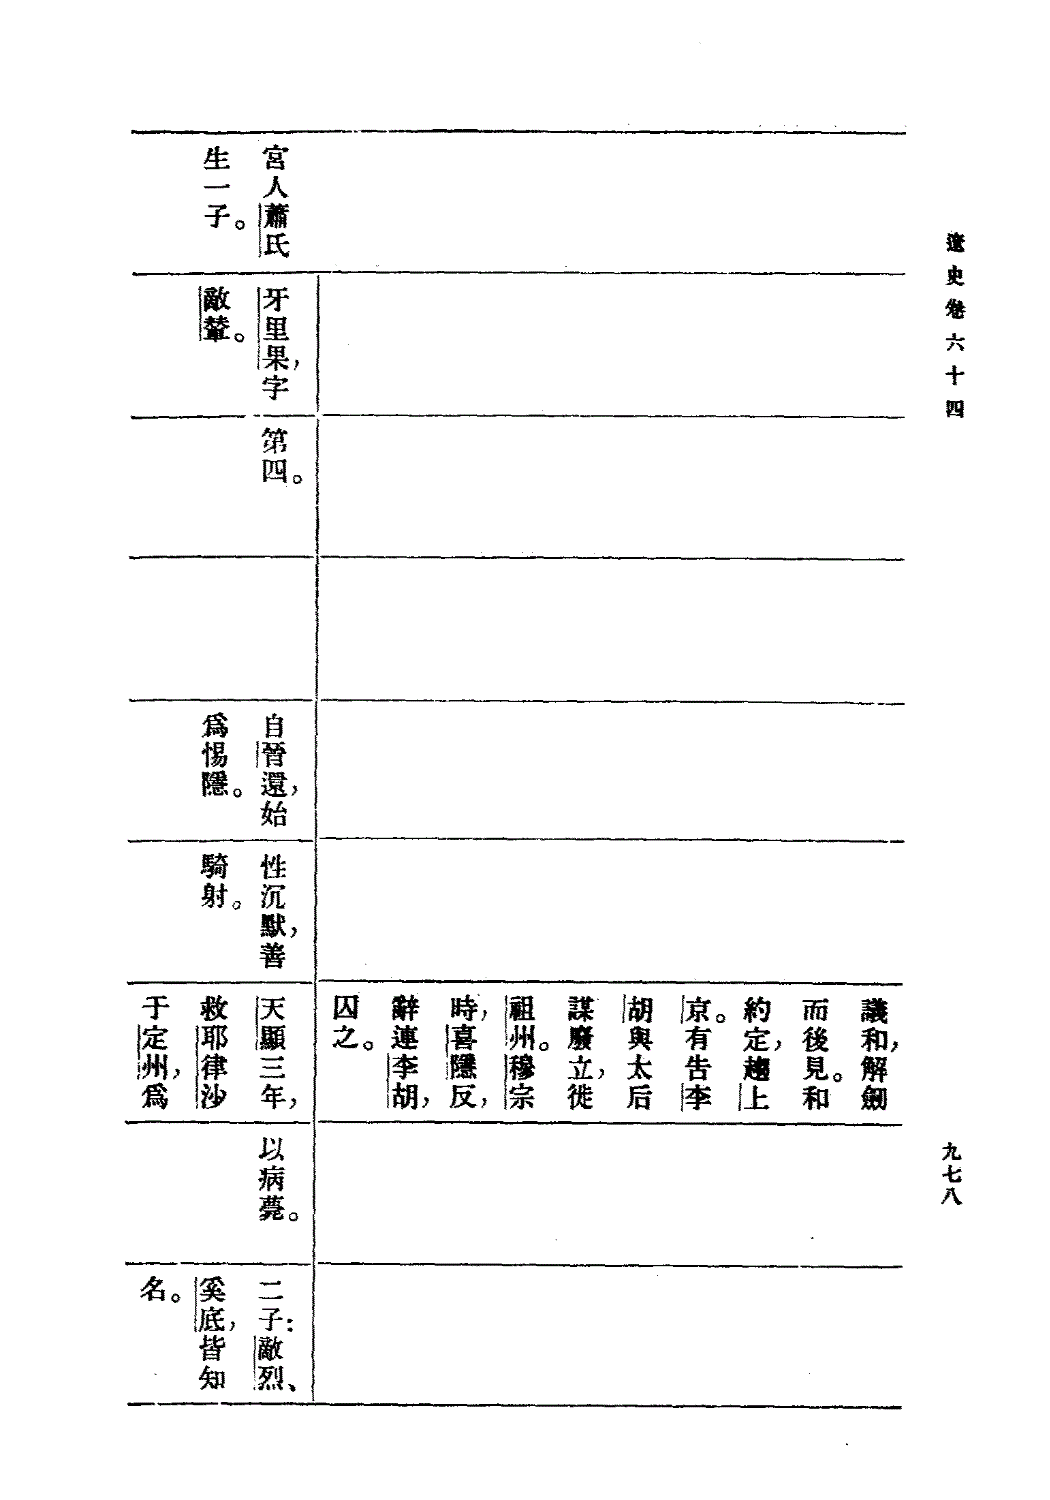 遼史卷六十四
九七八
議和,解劍
而後見。和
約定,趨上
京。有告李
胡與太后
謀廢立,徙
祖州。穆宗
時,喜隱反,
辭連李胡,
囚之。
宮人蕭氏
生一子。
牙里果,字
敵輦。
第四。
自晉還,始
爲惕隱。
性沉默,善
騎射。
天顯三年,
救耶律沙
于定州,爲
以病薨。
二子:敵烈、
奚底,皆知
名。